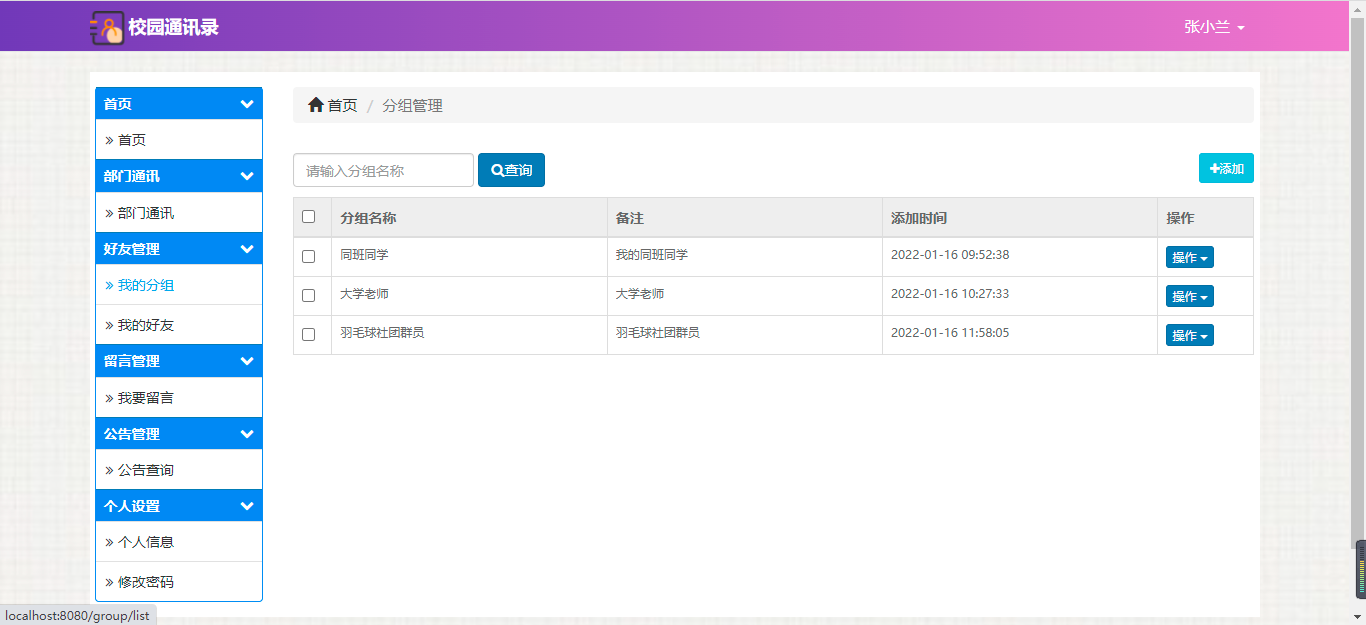 校园通讯录
张小兰
首页
» 首页
部门通讯
» 部门通讯
好友管理
» 我的分组
» 我的好友
留言管理
» 我要留言
公告管理
» 公告查询
个人设置
» 个人信息
» 修改密码
首页 / 分组管理
请输入分组名称 查询 添加
分组名称 备注 添加时间 操作
同班同学 我的同班同学 2022-01-16 09:52:38 操作
大学老师 大学老师 2022-01-16 10:27:33 操作
羽毛球社团群员 羽毛球社团群员 2022-01-16 11:58:05 操作
localhost:8080/group/list